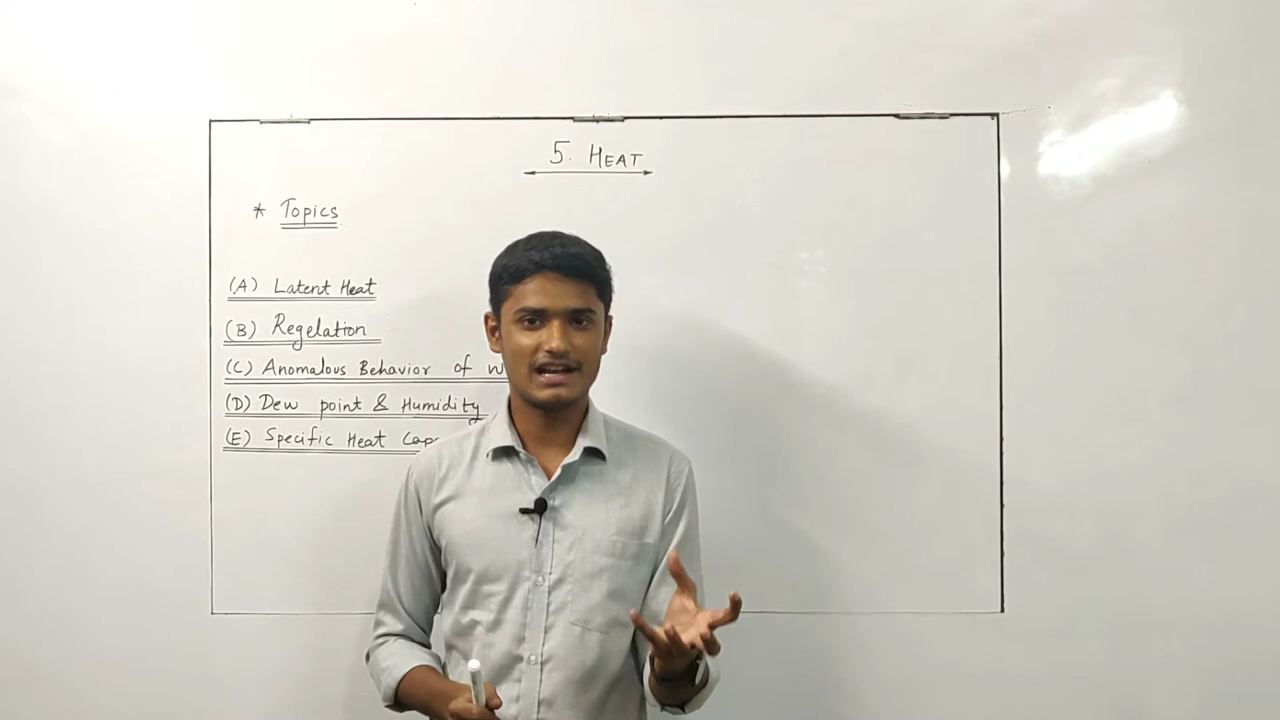 5. HEAT
* Topics
(A) Latent Heat
(B) Regelation
(C) Anomalous Behavior of
(D) Dew point & Humidity
(E) Specific Heat